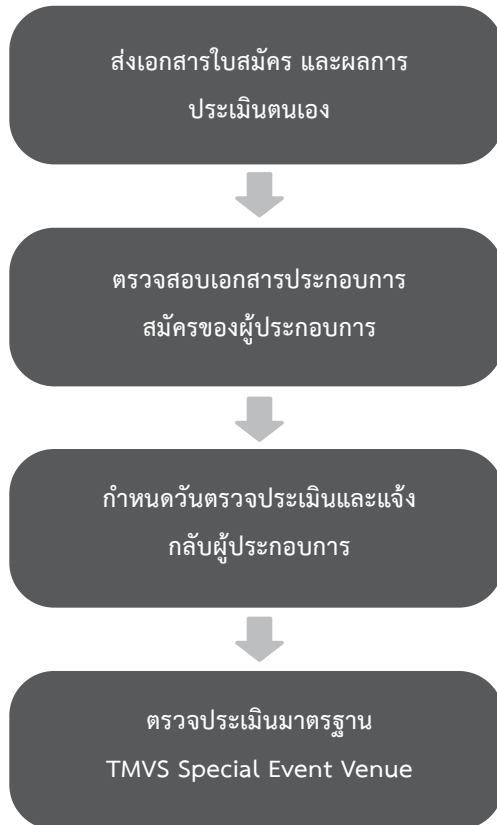 ส่งเอกสารใบสมัคร และผลการ
ประเมินตนเอง
ตรวจสอบเอกสารประกอบการ
สมัครของผู้ประกอบการ
กำหนดวันตรวจประเมินและแจ้ง
กลับผู้ประกอบการ
ตรวจประเมินมาตรฐาน
TMVS Special Event Venue